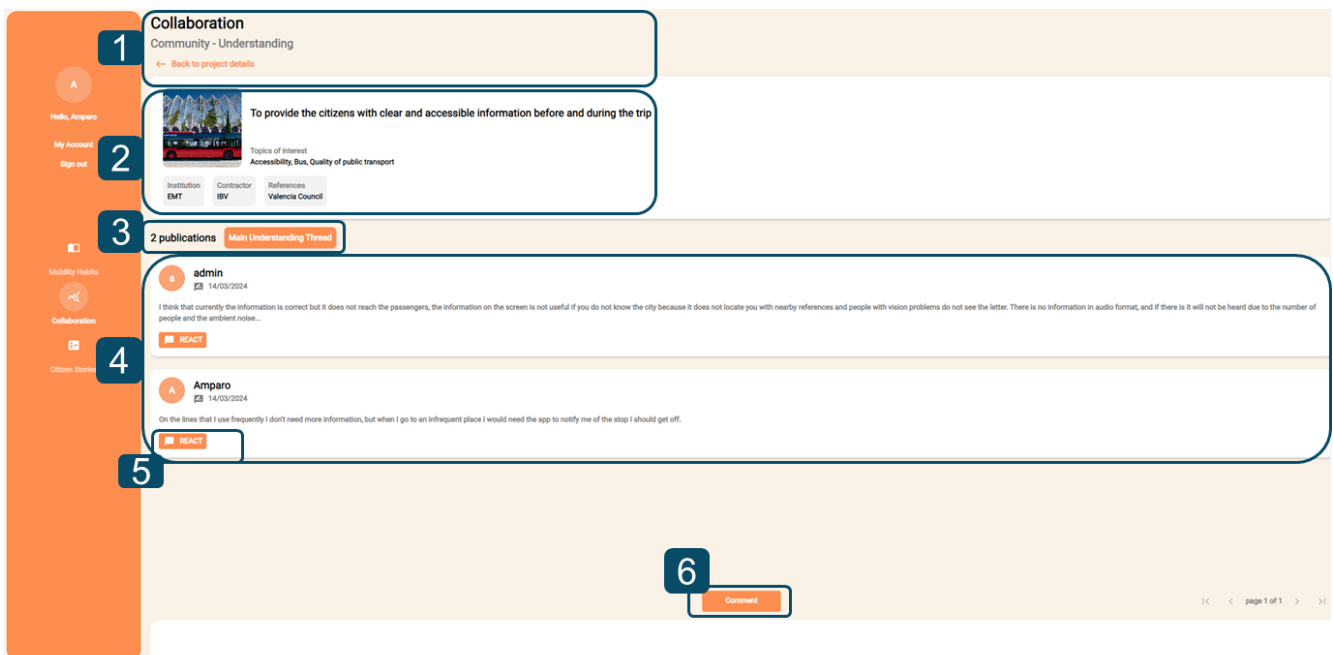 Collaboration
Community - Understanding
← Back to project details
1
A
Hello, Amparo
My Account
Sign out
Mobility Habits
Collaboration
Citizen Stories
2
To provide the citizens with clear and accessible information before and during the trip
Topics of interest
Accessibility, Bus, Quality of public transport
Institution Contractor References
EMT IBV Valencia Council
3
2 publications Main Understanding Thread
4
a
admin
14/03/2024
I think that currently the information is correct but it does not reach the passengers, the information on the screen is not useful if you do not know the city because it does not locate you with nearby references and people with vision problems do not see the letter. There is no information in audio format, and if there is it will not be heard due to the number of
people and the ambient noise...
REACT
A
Amparo
14/03/2024
On the lines that I use frequently I don't need more information, but when I go to an infrequent place I would need the app to notify me of the stop I should get off.
REACT
5
6
Comment
page 1 of 1